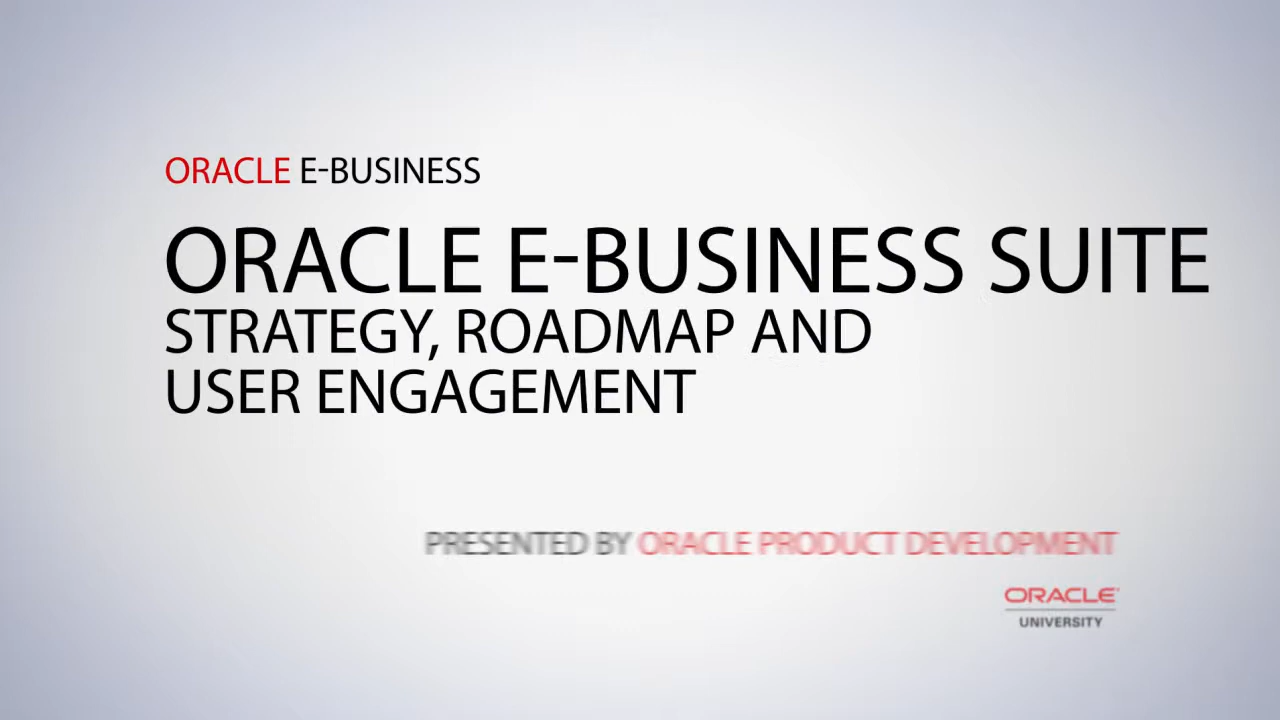 ORACLE E-BUSINESS
ORACLE E-BUSINESS SUITE
STRATEGY, ROADMAP AND
USER ENGAGEMENT
PRESENTED BY ORACLE PRODUCT DEVELOPMENT
ORACLE
UNIVERSITY